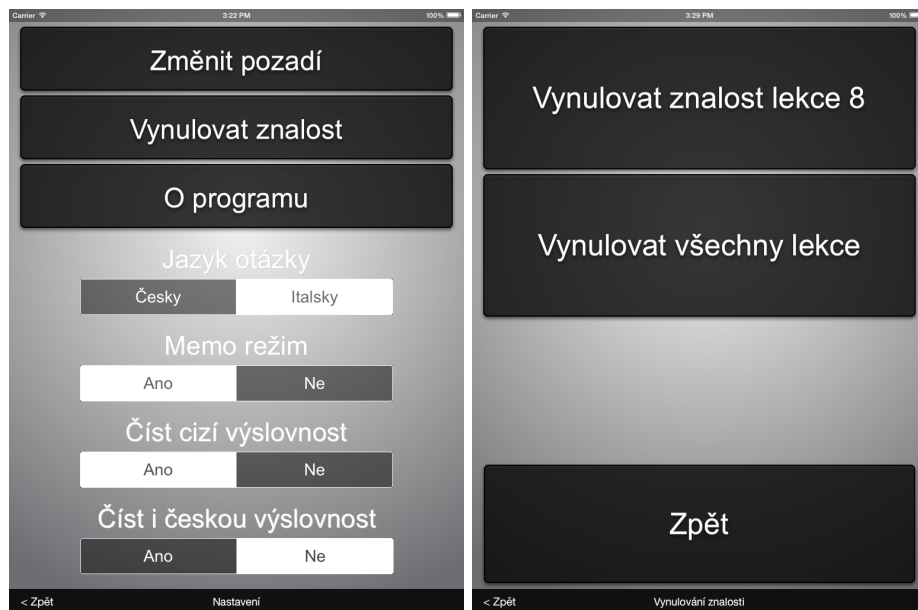 Carrier 3:22 PM 100%
Změnit pozadí
Vynulovat znalost
O programu
Jazyk otázky
Česky Italsky
Memo režim
Ano Ne
Číst cizí výslovnost
Ano Ne
Číst i českou výslovnost
Ano Ne
< Zpět Nastavení
Carrier 3:29 PM 100%
Vynulovat znalost lekce 8
Vynulovat všechny lekce
Zpět
< Zpět Vynulování znalosti